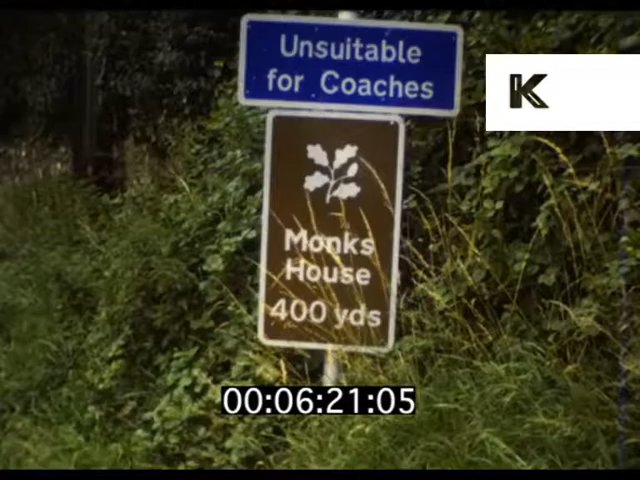 Unsuitable
for Coaches
K
Monks
House
400 yds
00:06:21:05